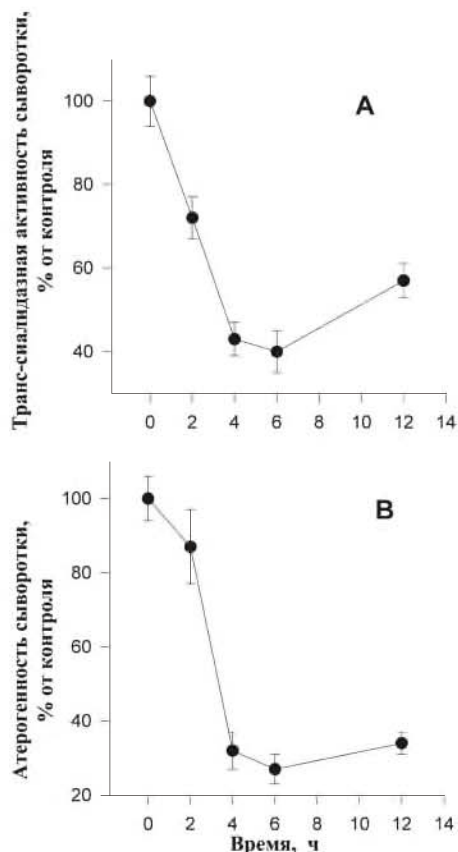 Транс-сиалидазная активность сыворотки,
% от контроля
A
100
80
60
40
0 2 4 6 8 10 12 14
Атерогенность сыворотки,
% от контроля
B
100
80
60
40
20
0 2 4 6 8 10 12 14
Время, ч